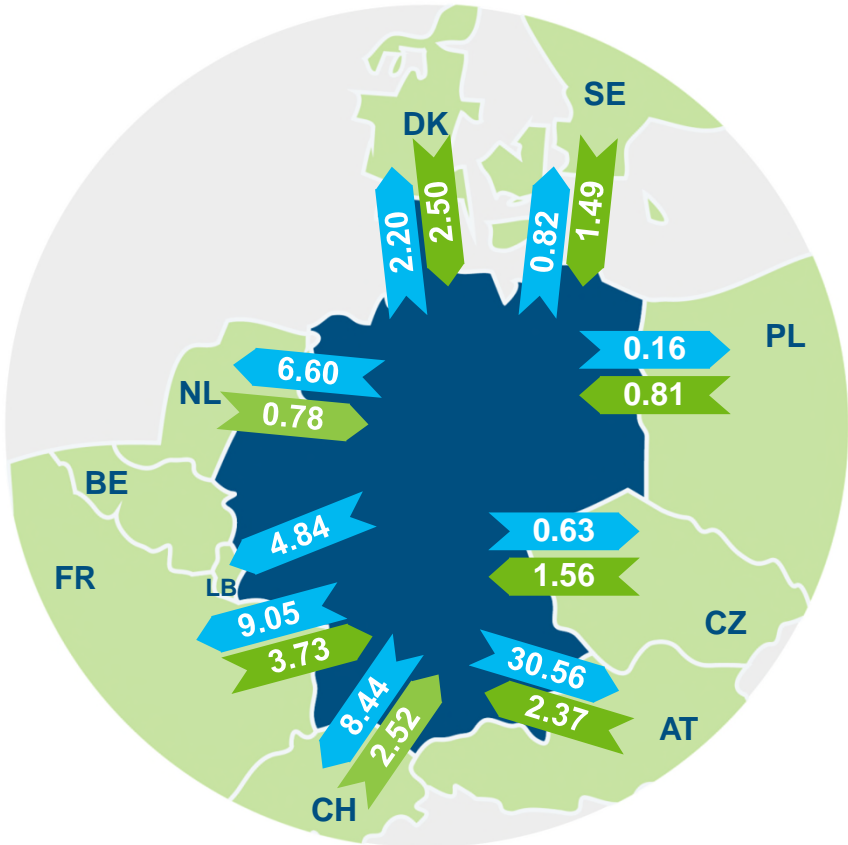 SE
DK
2.20
2.50
0.82
1.49
PL
0.16
0.81
NL
6.60
0.78
BE
4.84
0.63
1.56
FR
LB
9.05
3.73
CZ
30.56
2.37
AT
8.44
2.52
CH